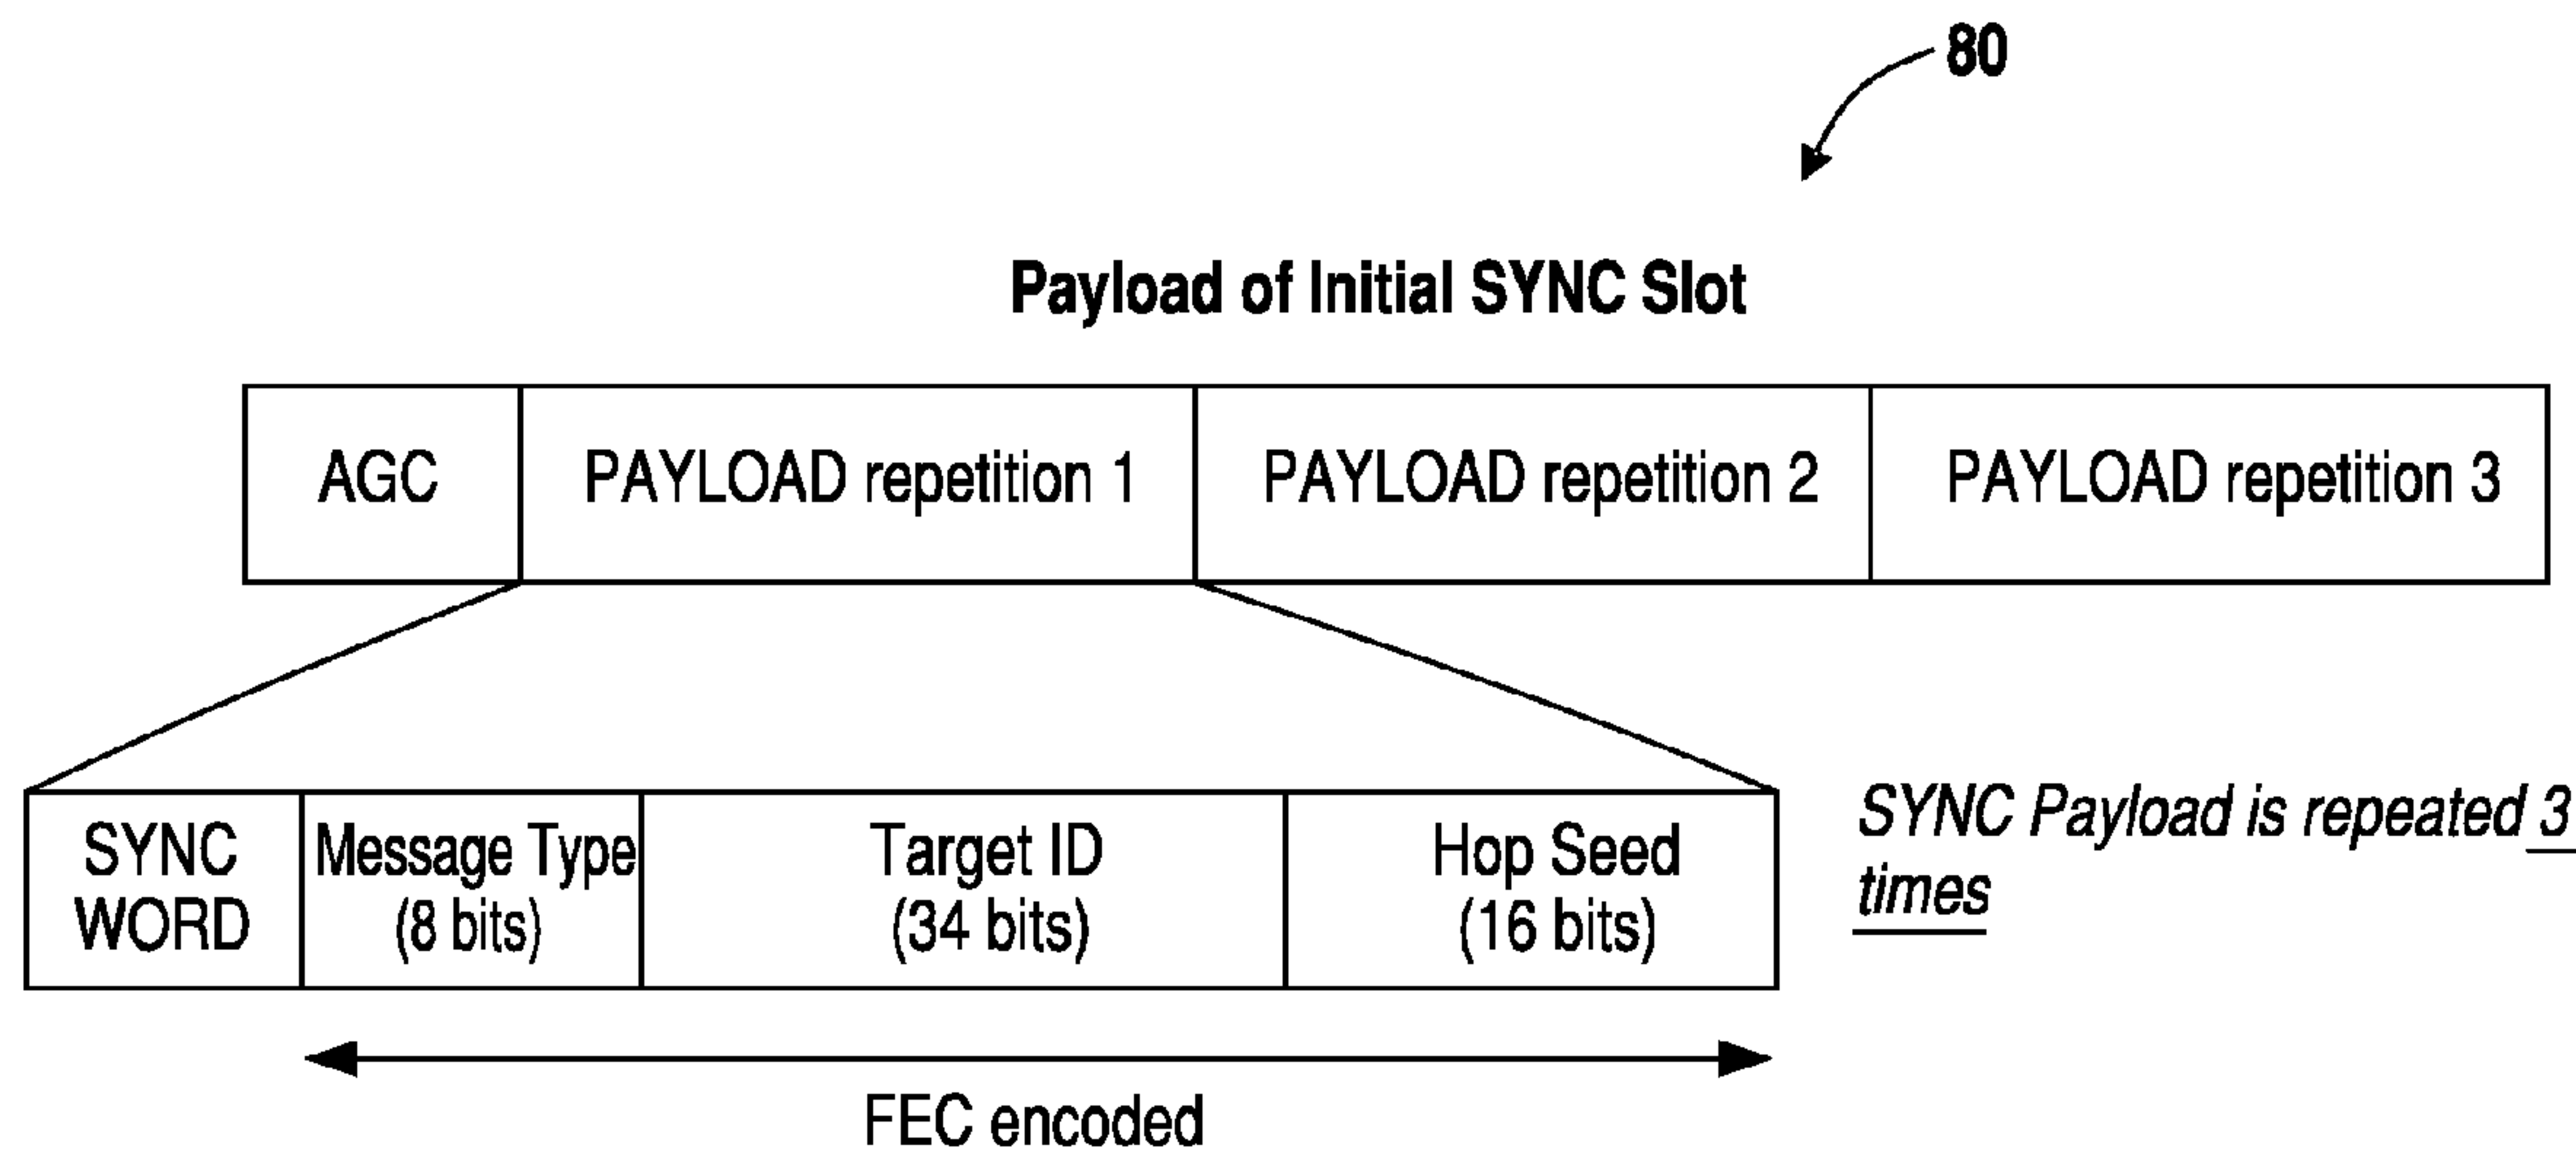 80
Payload of Initial SYNC Slot
AGC
PAYLOAD repetition 1
PAYLOAD repetition 2
PAYLOAD repetition 3
SYNC
WORD
Message Type
(8 bits)
Target ID
(34 bits)
Hop Seed
(16 bits)
SYNC Payload is repeated 3
times
FEC encoded